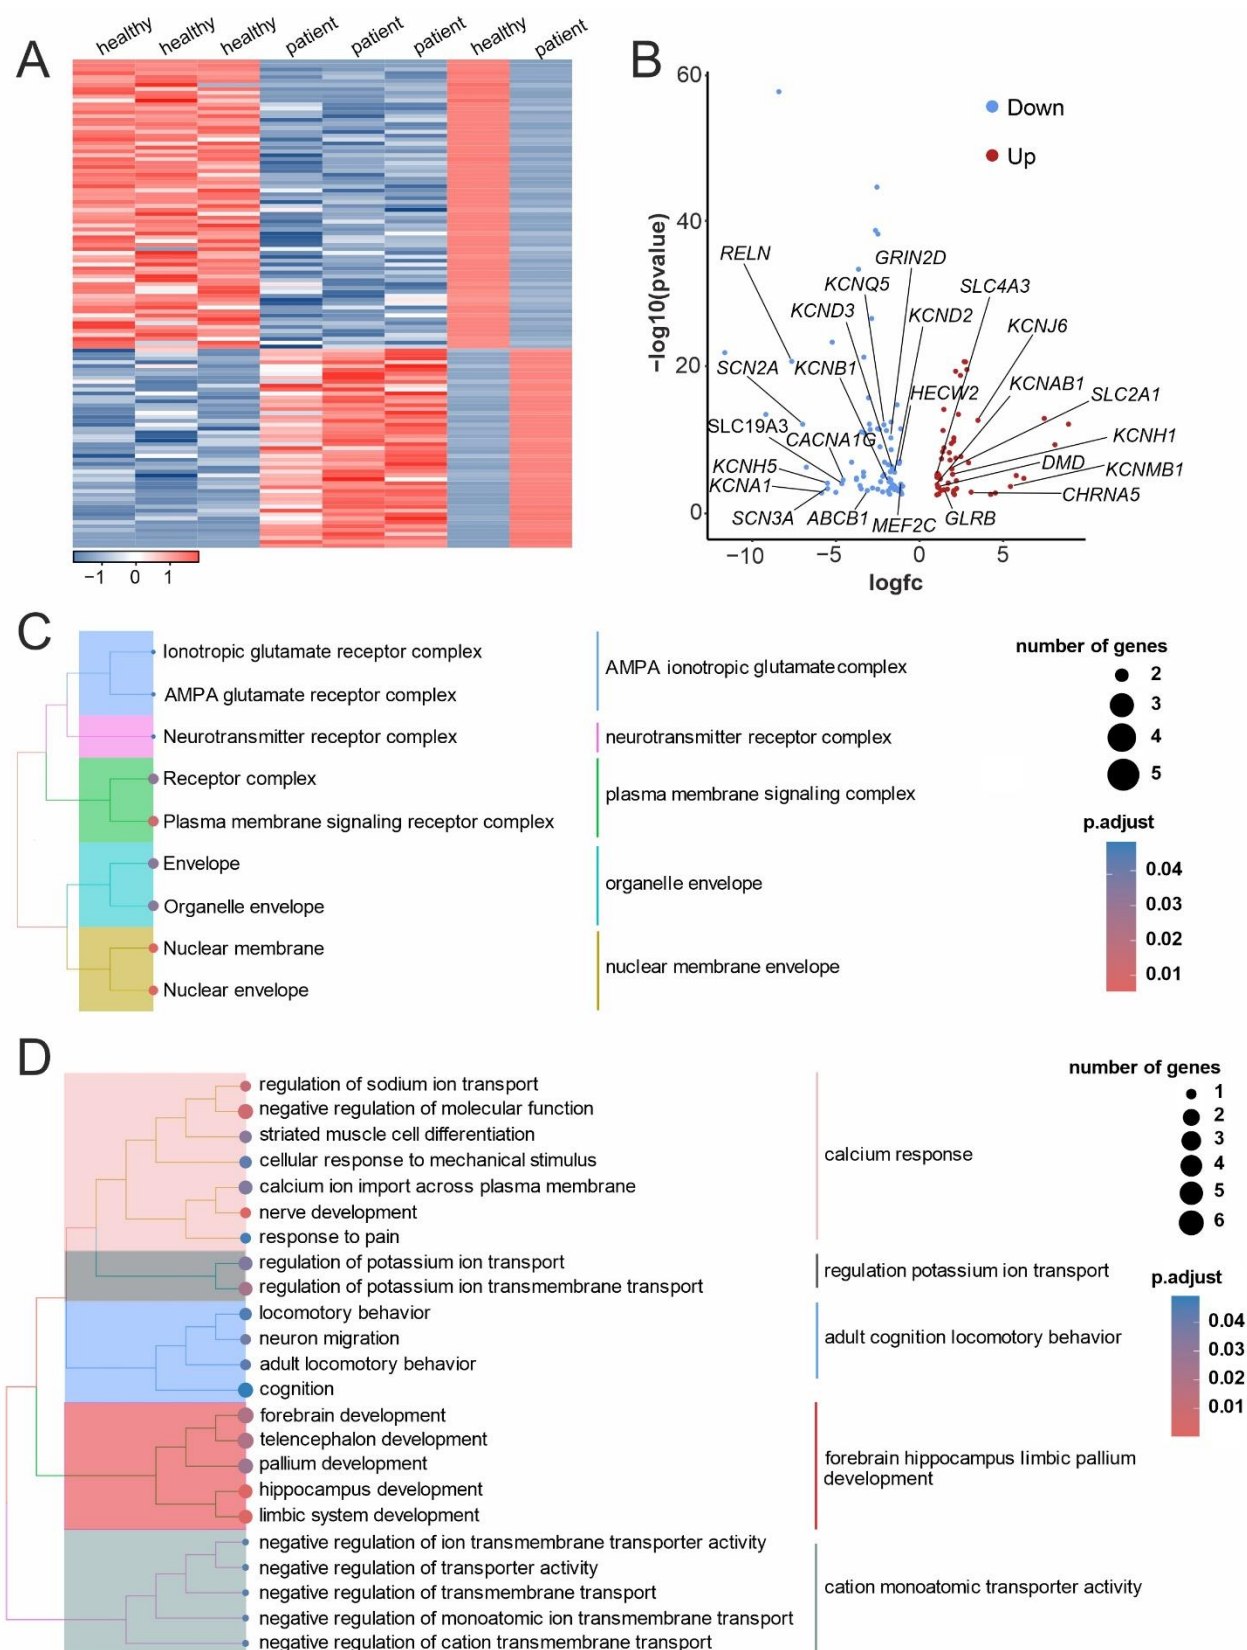 A
healthy
healthy
healthy
patient
patient
patient
healthy
patient
−1
0
1
B
60
40
20
0
−log10(pvalue)
−10
−5
0
5
logfc
Down
Up
RELN
GRIN2D
KCNQ5
SLC4A3
KCND3
KCND2
KCNJ6
SCN2A
KCNB1
HECW2
KCNAB1
SLC2A1
SLC19A3
CACNA1G
KCNH1
KCNH5
DMD
KCNMB1
KCNA1
CHRNA5
SCN3A
ABCB1
MEF2C
GLRB
C
Ionotropic glutamate receptor complex
AMPA glutamate receptor complex
Neurotransmitter receptor complex
Receptor complex
Plasma membrane signaling receptor complex
Envelope
Organelle envelope
Nuclear membrane
Nuclear envelope
AMPA ionotropic glutamate complex
neurotransmitter receptor complex
plasma membrane signaling complex
organelle envelope
nuclear membrane envelope
number of genes
2
3
4
5
p.adjust
0.04
0.03
0.02
0.01
D
regulation of sodium ion transport
negative regulation of molecular function
striated muscle cell differentiation
cellular response to mechanical stimulus
calcium ion import across plasma membrane
nerve development
response to pain
regulation of potassium ion transport
regulation of potassium ion transmembrane transport
locomotory behavior
neuron migration
adult locomotory behavior
cognition
forebrain development
telencephalon development
pallium development
hippocampus development
limbic system development
negative regulation of ion transmembrane transporter activity
negative regulation of transporter activity
negative regulation of transmembrane transport
negative regulation of monoatomic ion transmembrane transport
negative regulation of cation transmembrane transport
calcium response
regulation potassium ion transport
adult cognition locomotory behavior
forebrain hippocampus limbic pallium
development
cation monoatomic transporter activity
number of genes
1
2
3
4
5
6
p.adjust
0.04
0.03
0.02
0.01